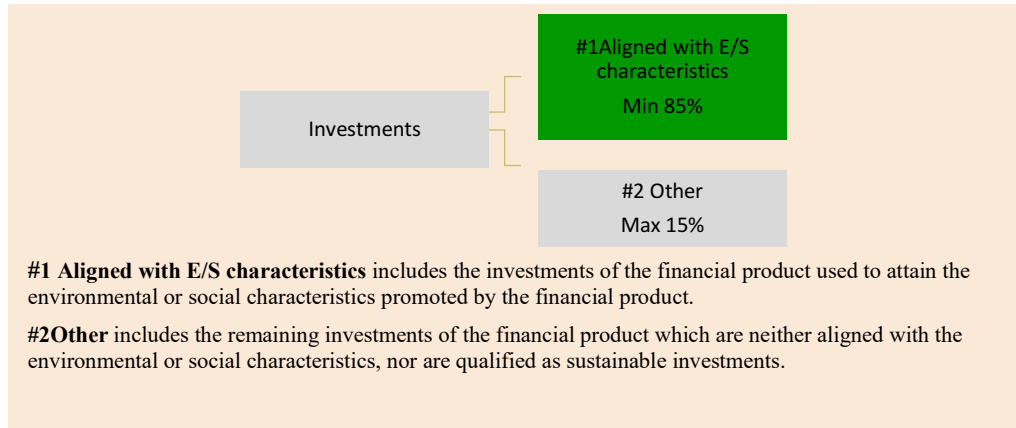 #1Aligned with E/S
characteristics
Min 85%
Investments
#2 Other
Max 15%
#1 Aligned with E/S characteristics includes the investments of the financial product used to attain the
environmental or social characteristics promoted by the financial product.
#2Other includes the remaining investments of the financial product which are neither aligned with the
environmental or social characteristics, nor are qualified as sustainable investments.